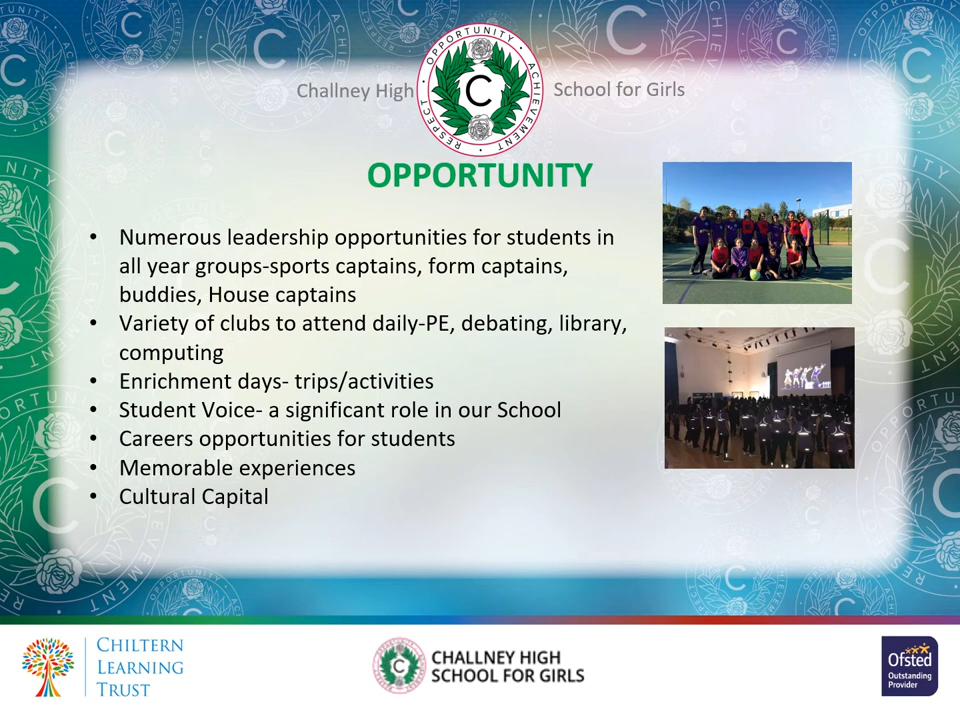 Challney High
School for Girls
OPPORTUNITY · ACHIEVEMENT · RESPECT ·
C
OPPORTUNITY
• Numerous leadership opportunities for students in
all year groups-sports captains, form captains,
buddies, House captains
• Variety of clubs to attend daily-PE, debating, library,
computing
• Enrichment days- trips/activities
• Student Voice- a significant role in our School
• Careers opportunities for students
• Memorable experiences
• Cultural Capital
CHILTERN
LEARNING
TRUST
C
CHALLNEY HIGH
SCHOOL FOR GIRLS
Ofsted
Outstanding
Provider